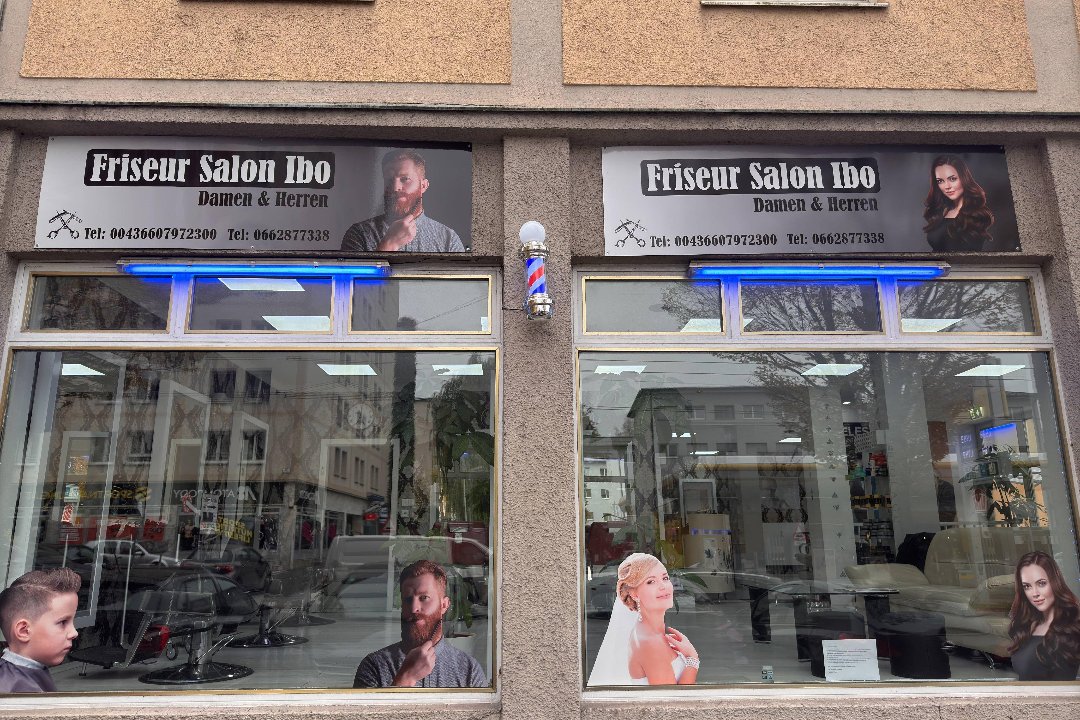 Friseur Salon Ibo
Damen & Herren
Tel: 00436607972300 Tel: 0662877338
Friseur Salon Ibo
Damen & Herren
Tel: 00436607972300 Tel: 0662877338